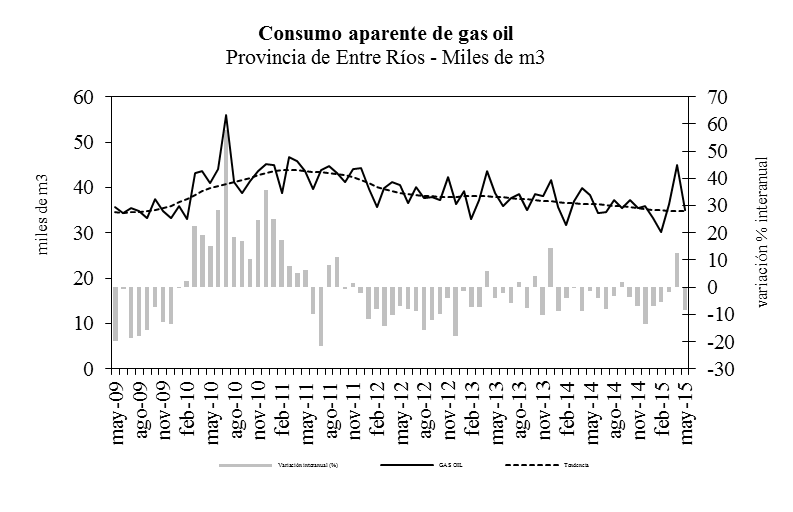 Consumo aparente de gas oil
Provincia de Entre Ríos - Miles de m3
miles de m3
60
50
40
30
20
10
0
70
60
50
40
30
20
10
0
-10
-20
-30
variación % interanual
may-09
ago-09
nov-09
feb-10
may-10
ago-10
nov-10
feb-11
may-11
ago-11
nov-11
feb-12
may-12
ago-12
nov-12
feb-13
may-13
ago-13
nov-13
feb-14
may-14
ago-14
nov-14
feb-15
may-15
Variación interanual (%) GAS OIL Tendencia